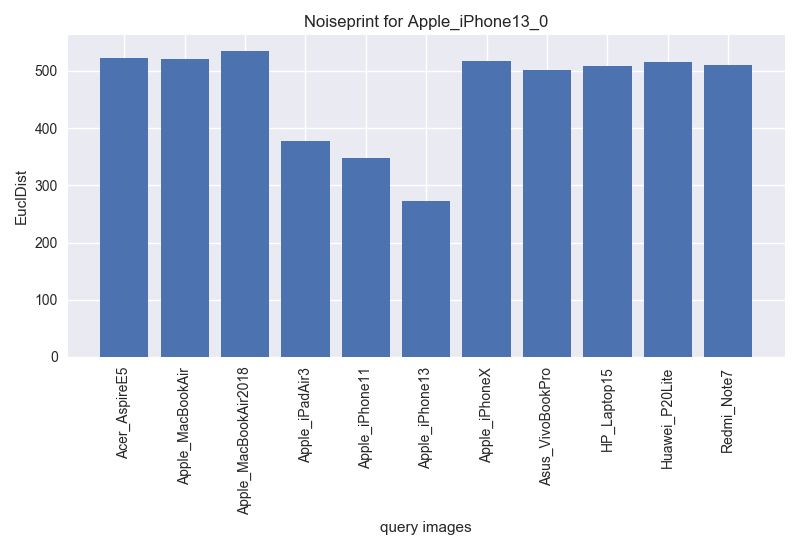 Noiseprint for Apple_iPhone13_0
EuclDist
500
400
300
200
100
0
Acer_AspireE5
Apple_MacBookAir
Apple_MacBookAir2018
Apple_iPadAir3
Apple_iPhone11
Apple_iPhone13
Apple_iPhoneX
Asus_VivoBookPro
HP_Laptop15
Huawei_P20Lite
Redmi_Note7
query images